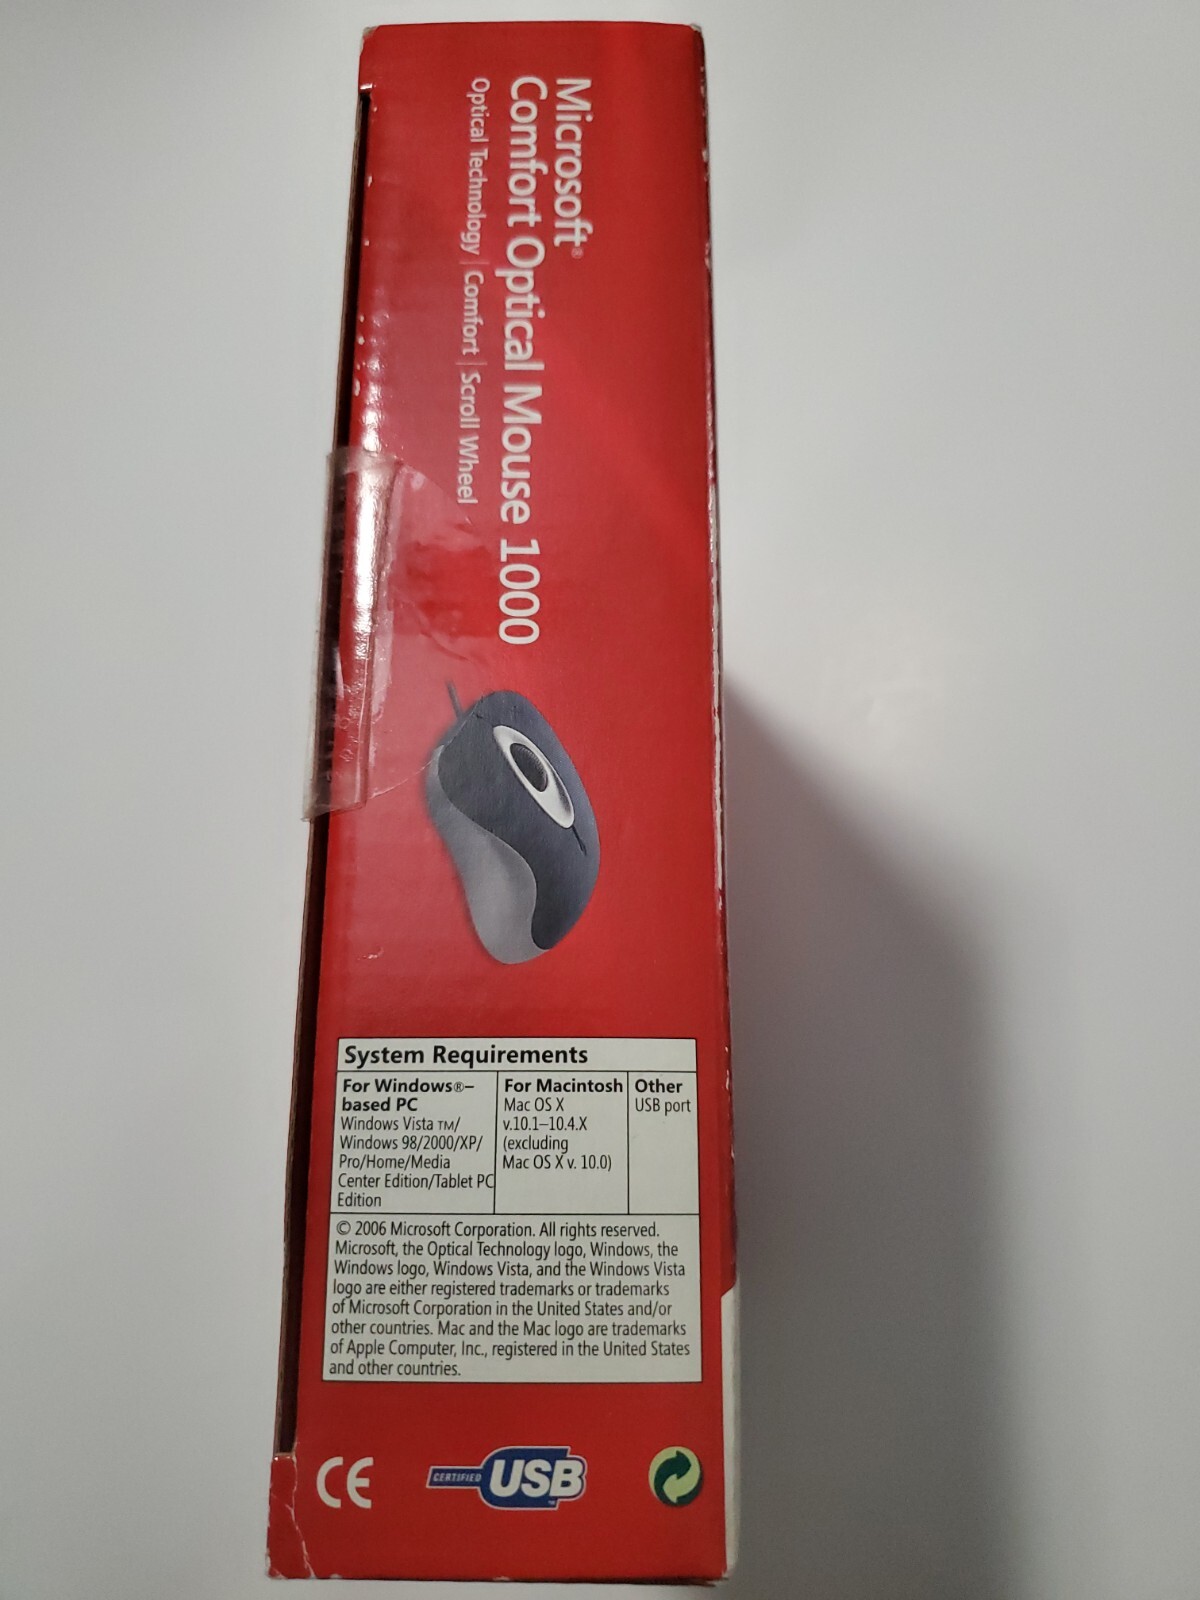 Microsoft®
Comfort Optical Mouse 1000
Optical Technology | Comfort | Scroll Wheel
System Requirements
For Windows®–
based PC
Windows Vista TM/
Windows 98/2000/XP/
Pro/Home/Media
Center Edition/Tablet PC
Edition
For Macintosh
Mac OS X
v.10.1–10.4.X
(excluding
Mac OS X v. 10.0)
Other
USB port
© 2006 Microsoft Corporation. All rights reserved.
Microsoft, the Optical Technology logo, Windows, the
Windows logo, Windows Vista, and the Windows Vista
logo are either registered trademarks or trademarks
of Microsoft Corporation in the United States and/or
other countries. Mac and the Mac logo are trademarks
of Apple Computer, Inc., registered in the United States
and other countries.
CE
CERTIFIED USB™